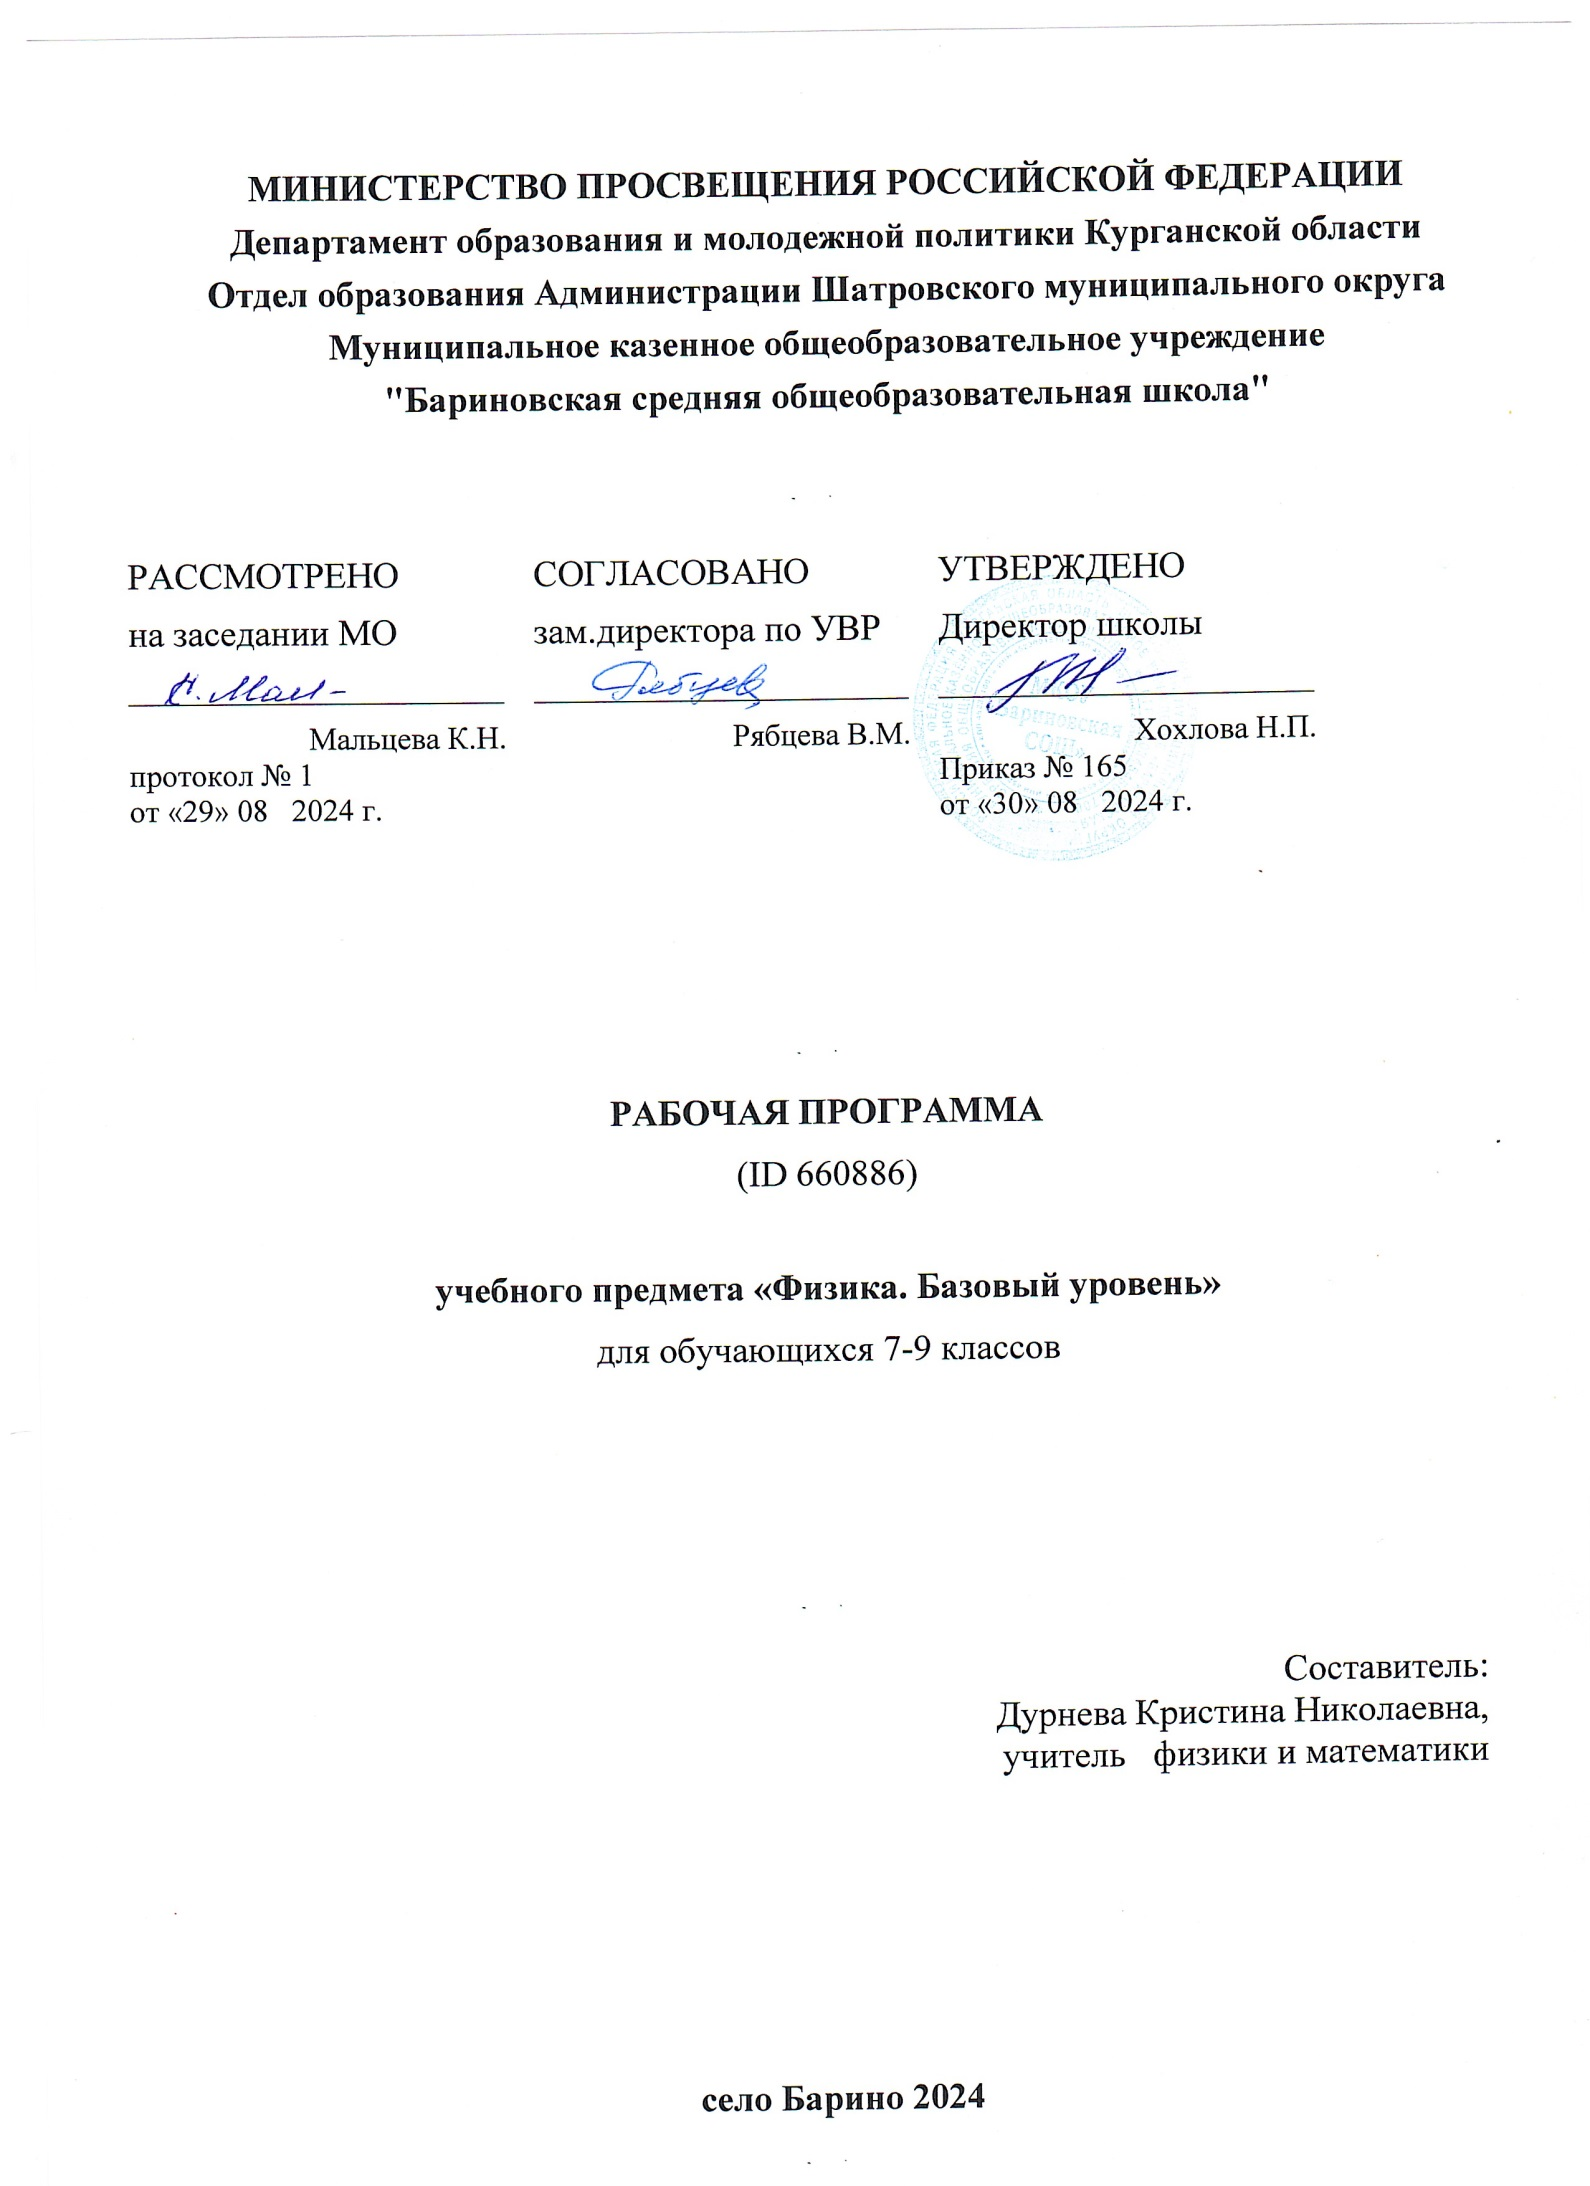 МИНИСТЕРСТВО ПРОСВЕЩЕНИЯ РОССИЙСКОЙ ФЕДЕРАЦИИ
Департамент образования и молодежной политики Курганской области
Отдел образования Администрации Шатровского муниципального округа
Муниципальное казенное общеобразовательное учреждение
"Бариновская средняя общеобразовательная школа"
РАССМОТРЕНО
на заседании МО
Мальцева К.Н.
протокол № 1
от «29» 08 2024 г.
СОГЛАСОВАНО
зам.директора по УВР
Рябцева В.М.
УТВЕРЖДЕНО
Директор школы
Бариновская
СОШ
Хохлова Н.П.
Приказ № 165
от «30» 08 2024 г.
РАБОЧАЯ ПРОГРАММА
(ID 660886)
учебного предмета «Физика. Базовый уровень»
для обучающихся 7-9 классов
Составитель:
Дурнева Кристина Николаевна,
учитель физики и математики
село Барино 2024